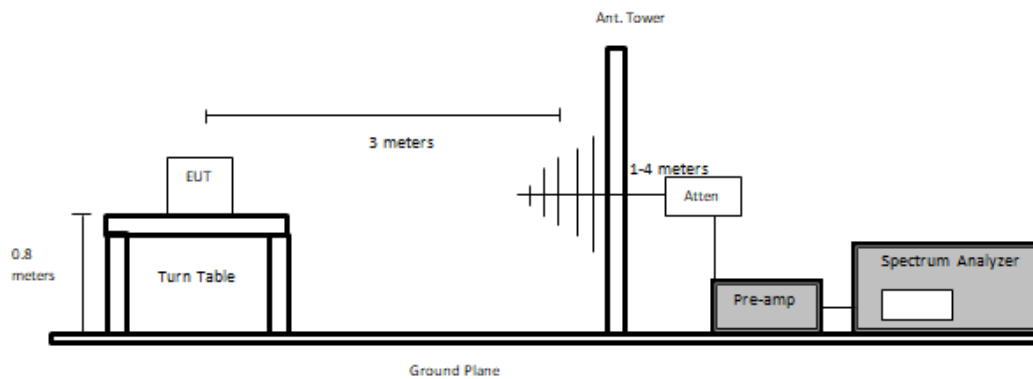 Ant. Tower
3 meters
1-4 meters
EUT
Atten
0.8
meters
Turn Table
Spectrum Analyzer
Pre-amp
Ground Plane